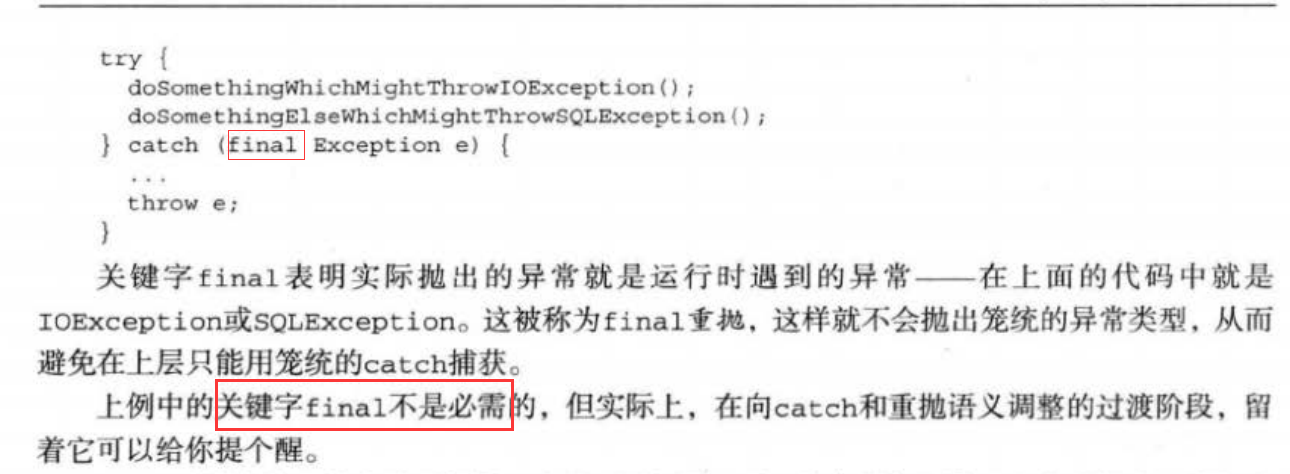 try {
doSomethingWhichMightThrowIOException();
doSomethingElseWhichMightThrowSQLException();
} catch (final Exception e) {
...
throw e;
}
关键字final表明实际抛出的异常就是运行时遇到的异常——在上面的代码中就是
IOException或SQLException。这被称为final重抛，这样就不会抛出笼统的异常类型，从而
避免在上层只能用笼统的catch捕获。
上例中的关键字final不是必需的，但实际上，在向catch和重抛语义调整的过渡阶段，留
着它可以给你提个醒。